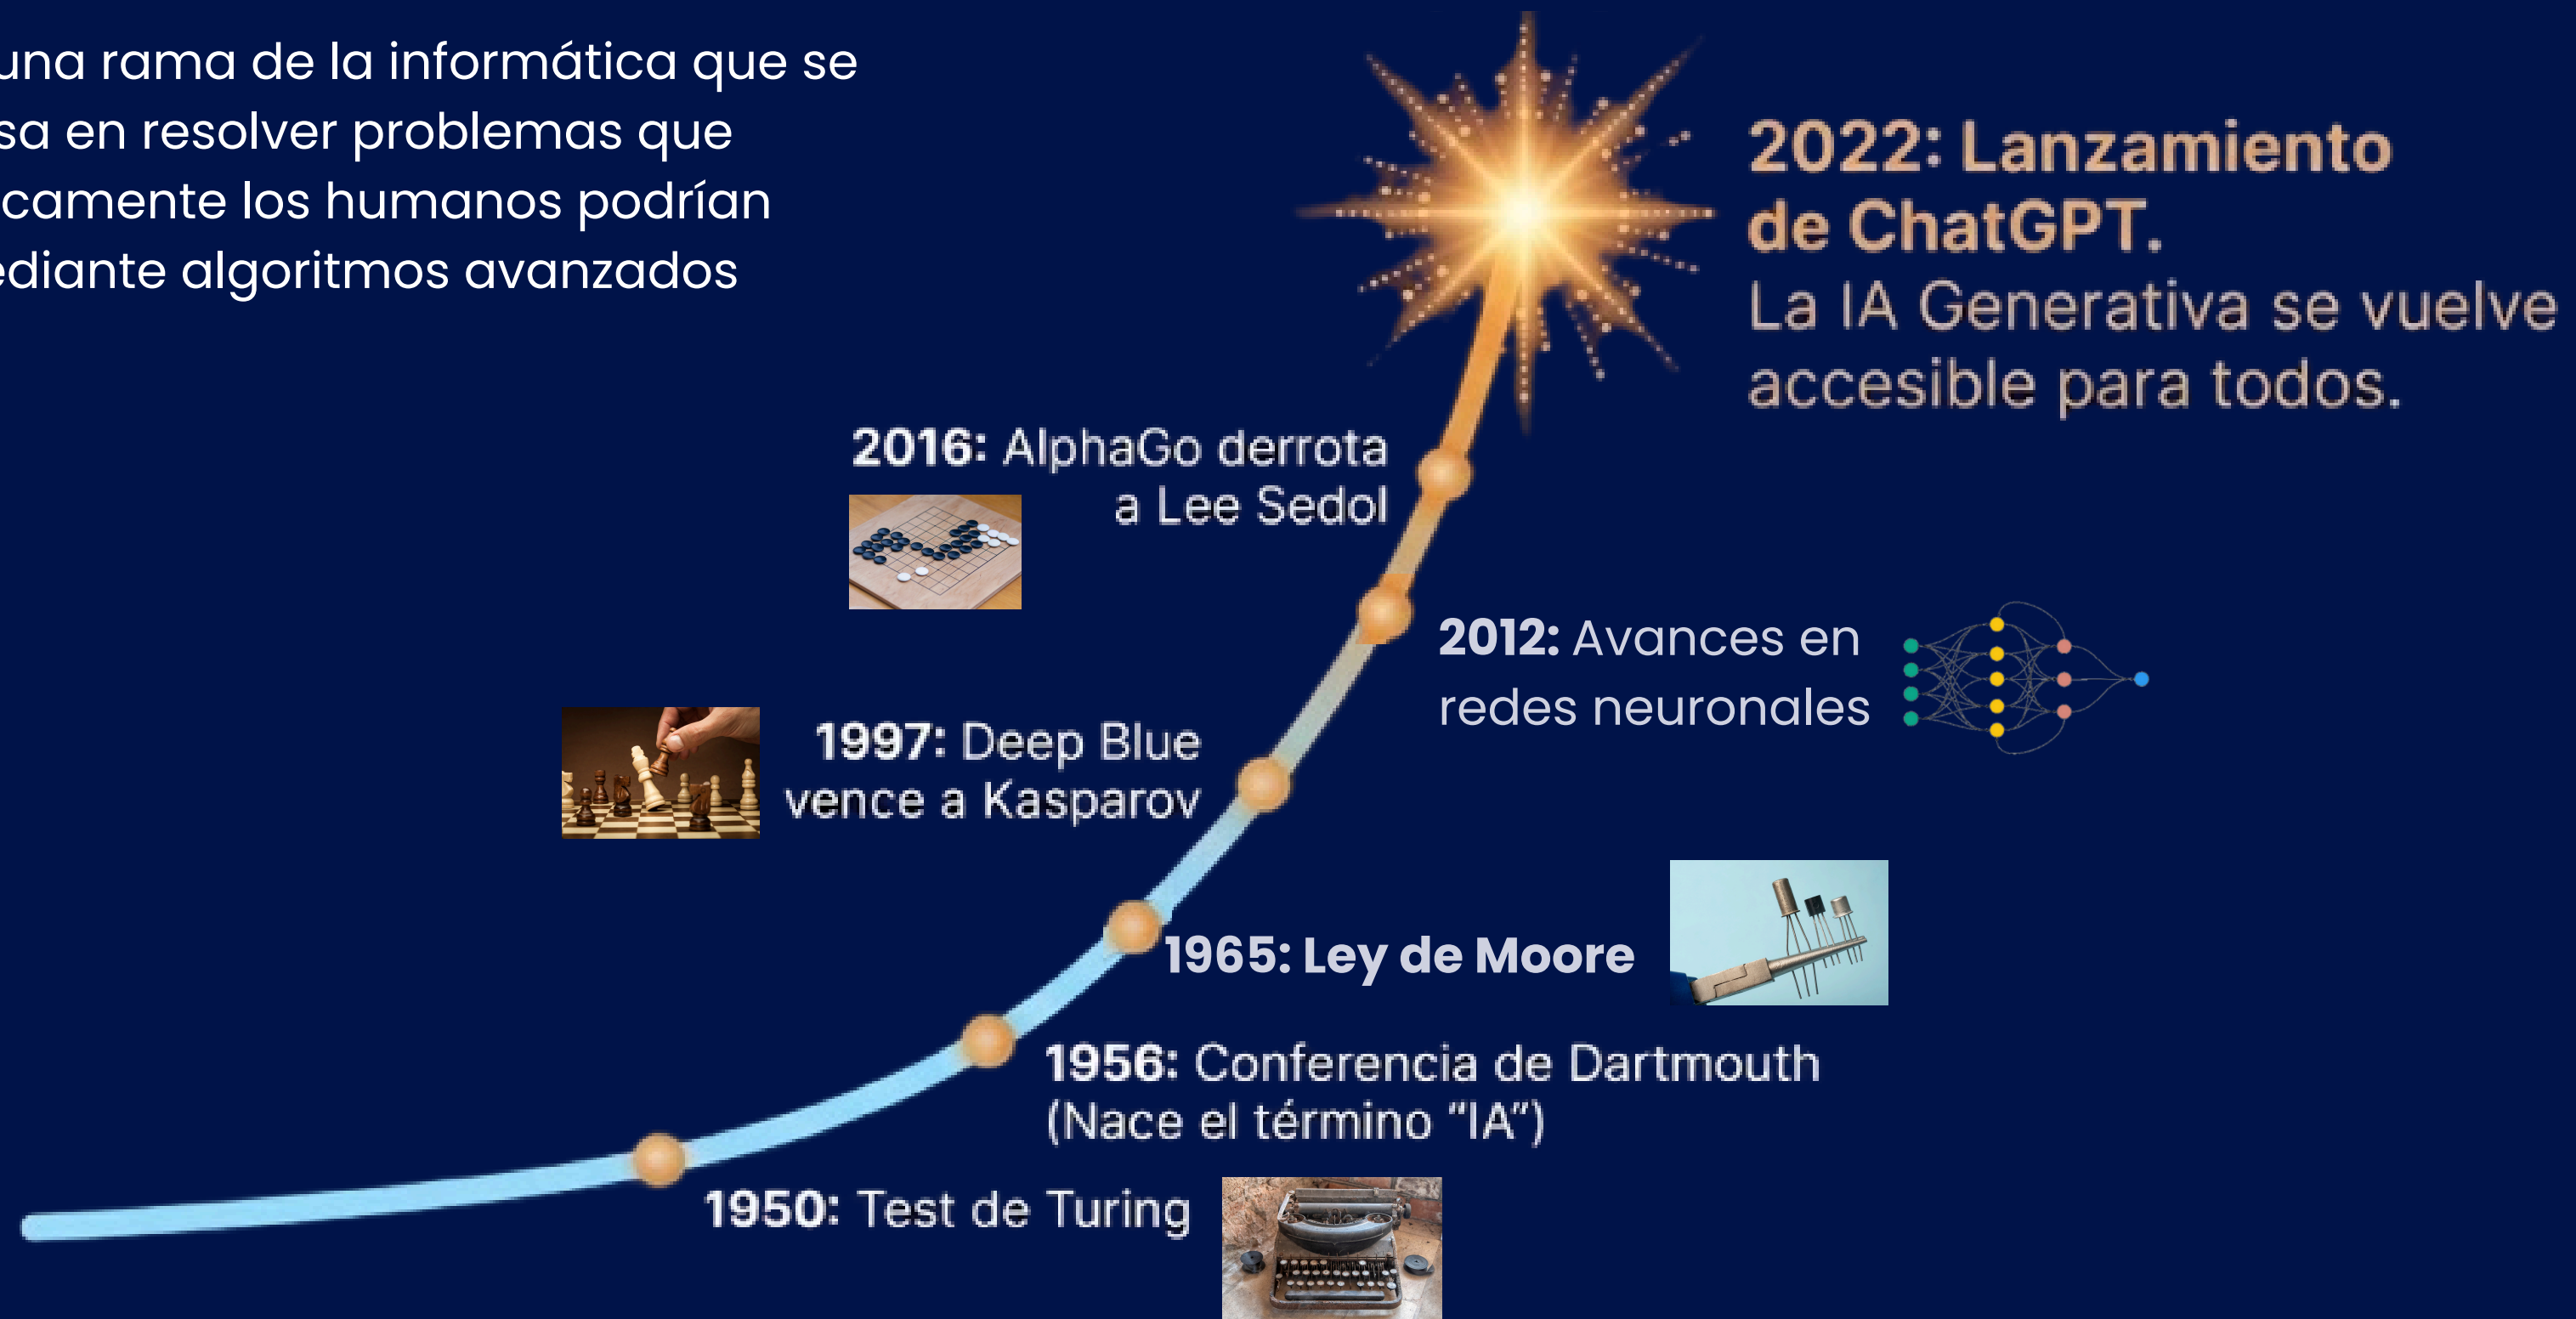 una rama de la informática que se
sa en resolver problemas que
camente los humanos podrían
ediante algoritmos avanzados
2022: Lanzamiento
de ChatGPT.
La IA Generativa se vuelve
accesible para todos.
2016: AlphaGo derrota
a Lee Sedol
2012: Avances en
redes neuronales
1997: Deep Blue
vence a Kasparov
1965: Ley de Moore
1956: Conferencia de Dartmouth
(Nace el término "IA")
1950: Test de Turing